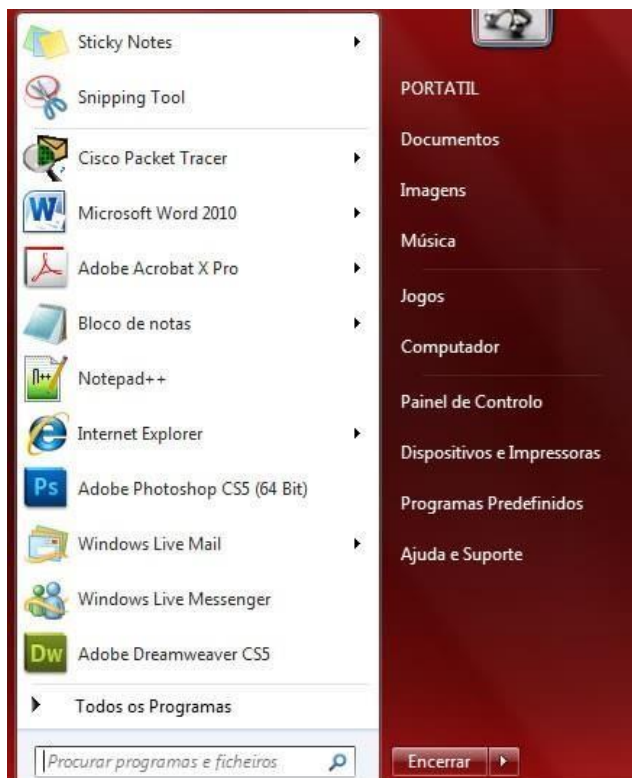 Sticky Notes
Snipping Tool
Cisco Packet Tracer
Microsoft Word 2010
Adobe Acrobat X Pro
Bloco de notas
Notepad++
Internet Explorer
Adobe Photoshop CS5 (64 Bit)
Windows Live Mail
Windows Live Messenger
Adobe Dreamweaver CS5
Todos os Programas
Procurar programas e ficheiros
PORTATIL
Documentos
Imagens
Música
Jogos
Computador
Painel de Controlo
Dispositivos e Impressoras
Programas Predefinidos
Ajuda e Suporte
Encerrar